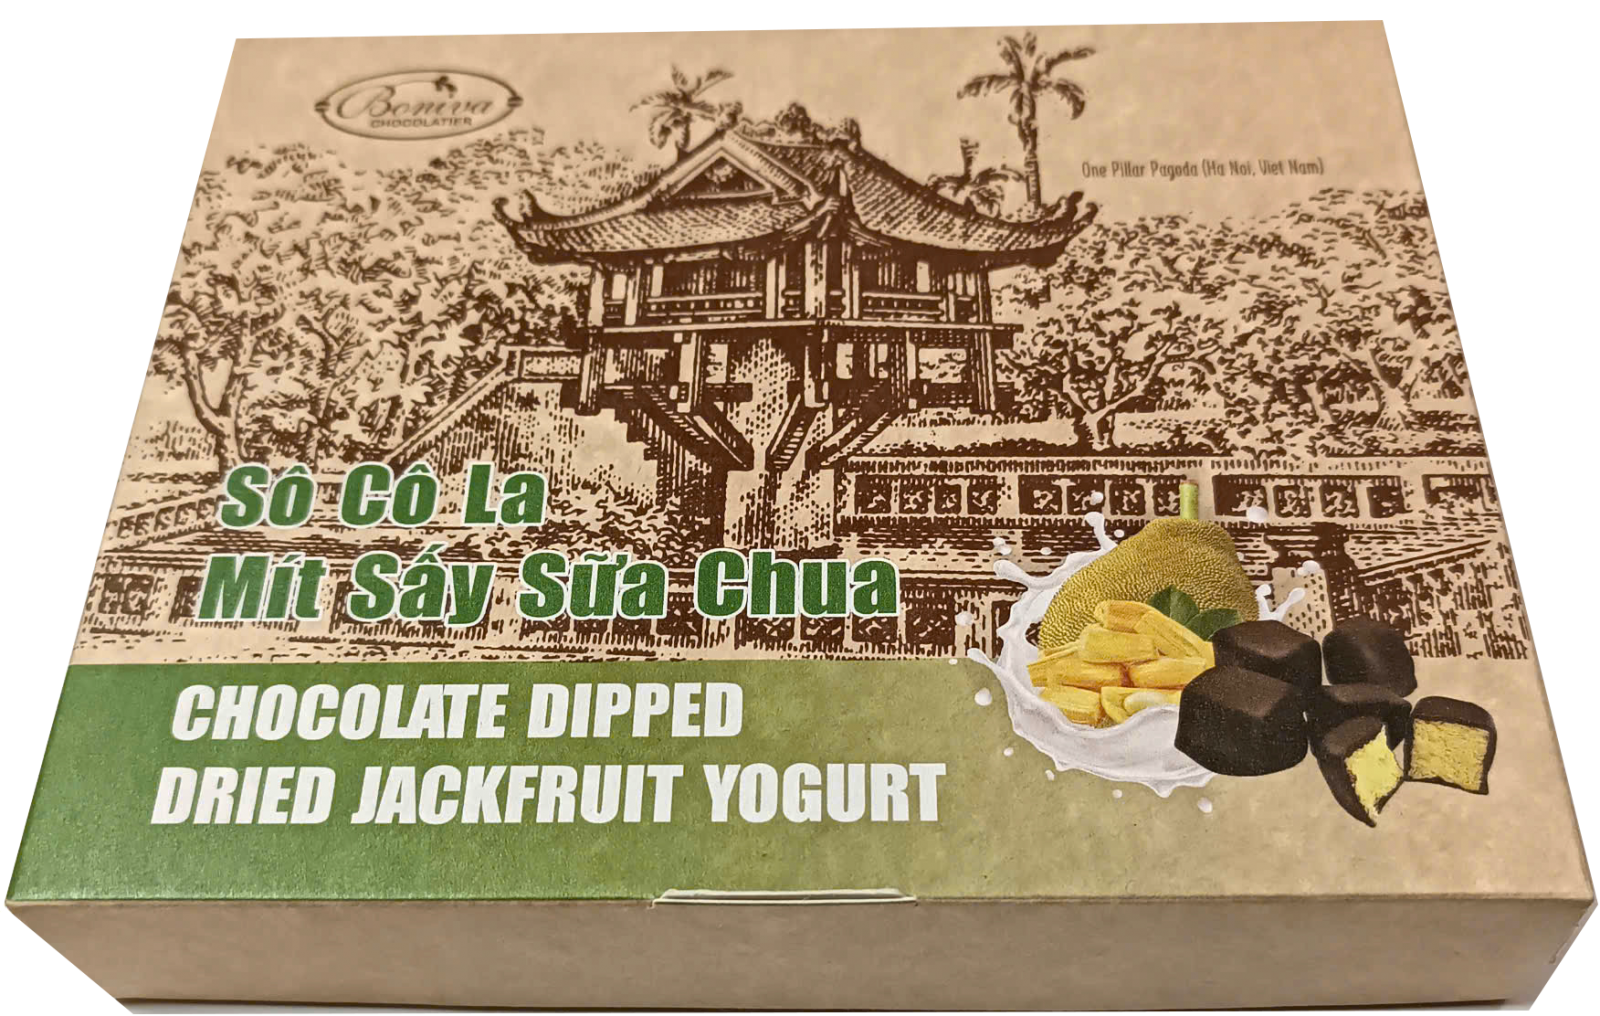 Boniva
CHOCOLATIER
One Pillar Pagoda (Ha Noi, Viet Nam)
Sô Cô La
Mít Sấy Sữa Chua
CHOCOLATE DIPPED
DRIED JACKFRUIT YOGURT